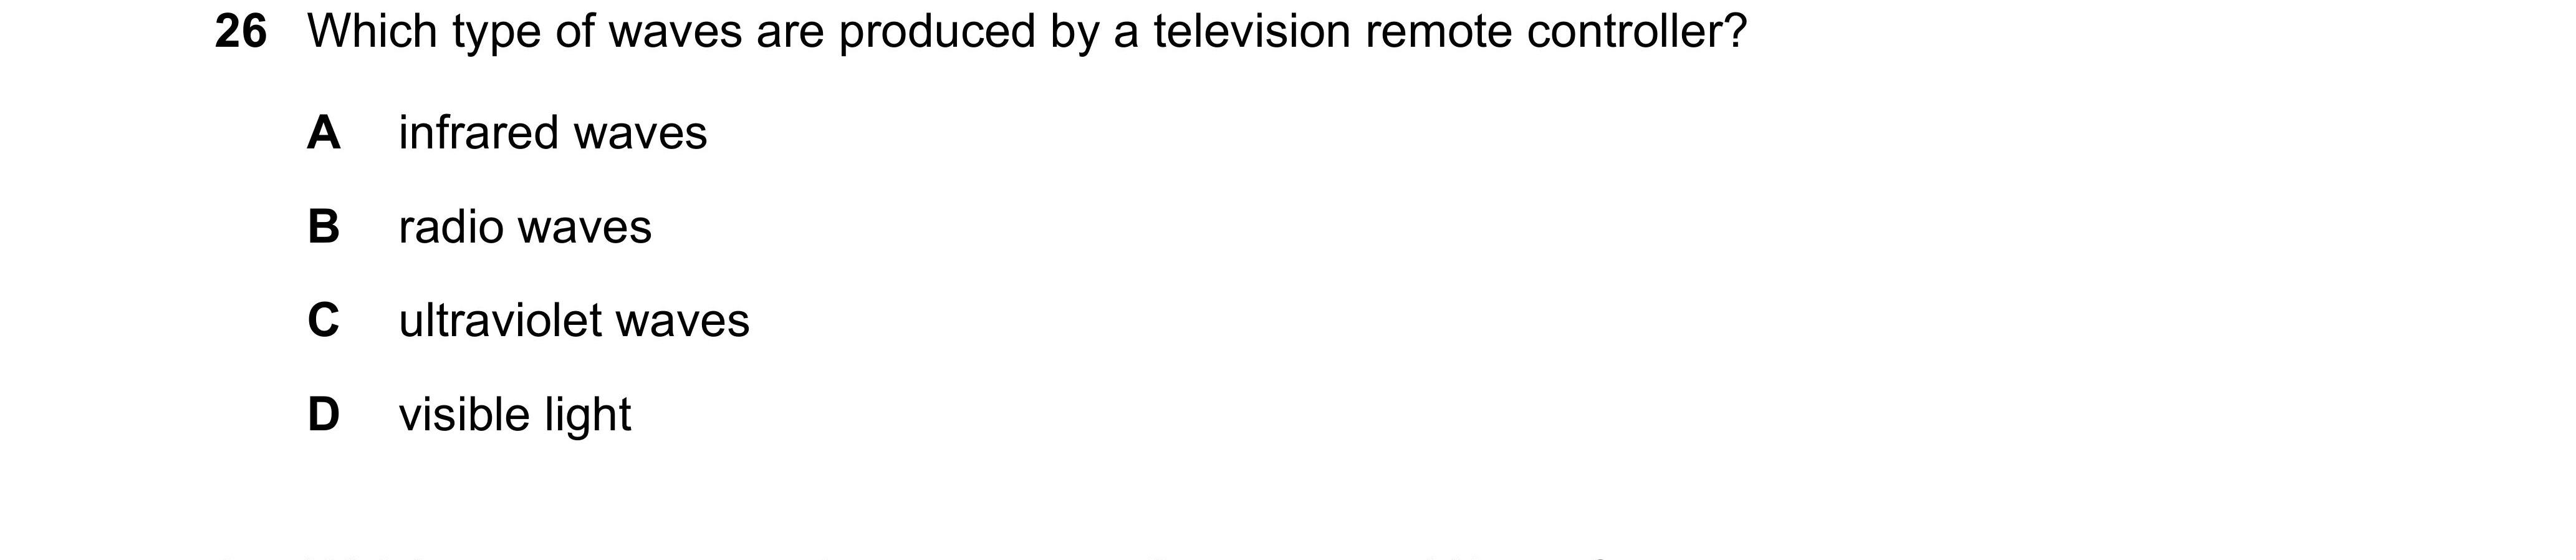 26 Which type of waves are produced by a television remote controller?
A infrared waves
B radio waves
C ultraviolet waves
D visible light